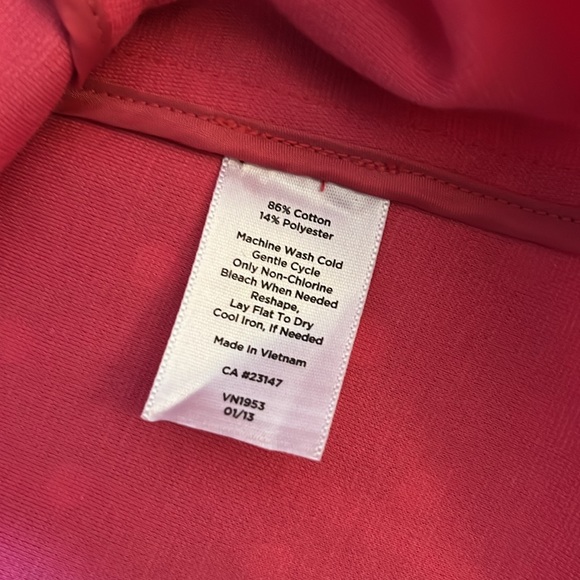 86% Cotton
14% Polyester
Machine Wash Cold
Gentle Cycle
Only Non-Chlorine
Bleach When Needed
Reshape,
Lay Flat To Dry
Cool Iron, If Needed
Made In Vietnam
CA #23147
VN1953
01/13